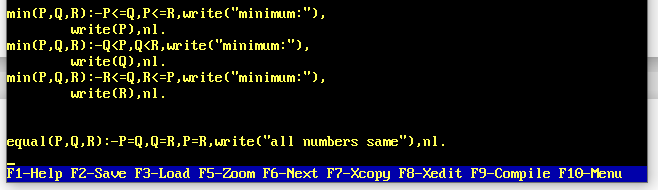 min(P,Q,R):-P<=Q,P<=R,write("minimum:"),
write(P),nl.
min(P,Q,R):-Q<P,Q<R,write("minimum:"),
write(Q),nl.
min(P,Q,R):-R<=Q,R<=P,write("minimum:"),
write(R),nl.
equal(P,Q,R):-P=Q,Q=R,P=R,write("all numbers same"),nl.
F1-Help F2-Save F3-Load F5-Zoom F6-Next F7-Xcopy F8-Xedit F9-Compile F10-Menu